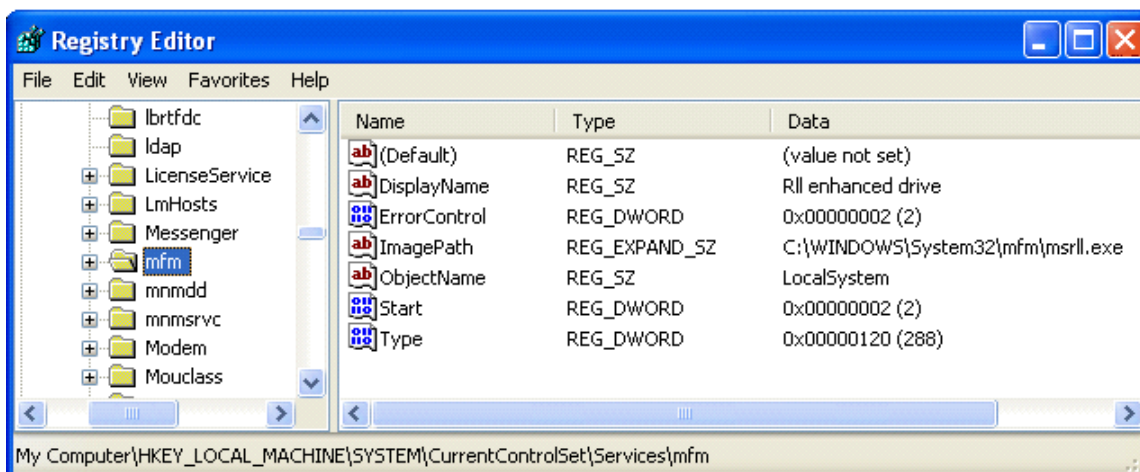 Registry Editor
File Edit View Favorites Help
lbrtfdc
ldap
LicenseService
LmHosts
Messenger
mfm
mnmdd
mnmsrvc
Modem
Mouclass
Name Type Data
(Default) REG_SZ (value not set)
DisplayName REG_SZ Rll enhanced drive
ErrorControl REG_DWORD 0x00000002 (2)
ImagePath REG_EXPAND_SZ C:\WINDOWS\System32\mfm\msrll.exe
ObjectName REG_SZ LocalSystem
Start REG_DWORD 0x00000002 (2)
Type REG_DWORD 0x00000120 (288)
My Computer\HKEY_LOCAL_MACHINE\SYSTEM\CurrentControlSet\Services\mfm